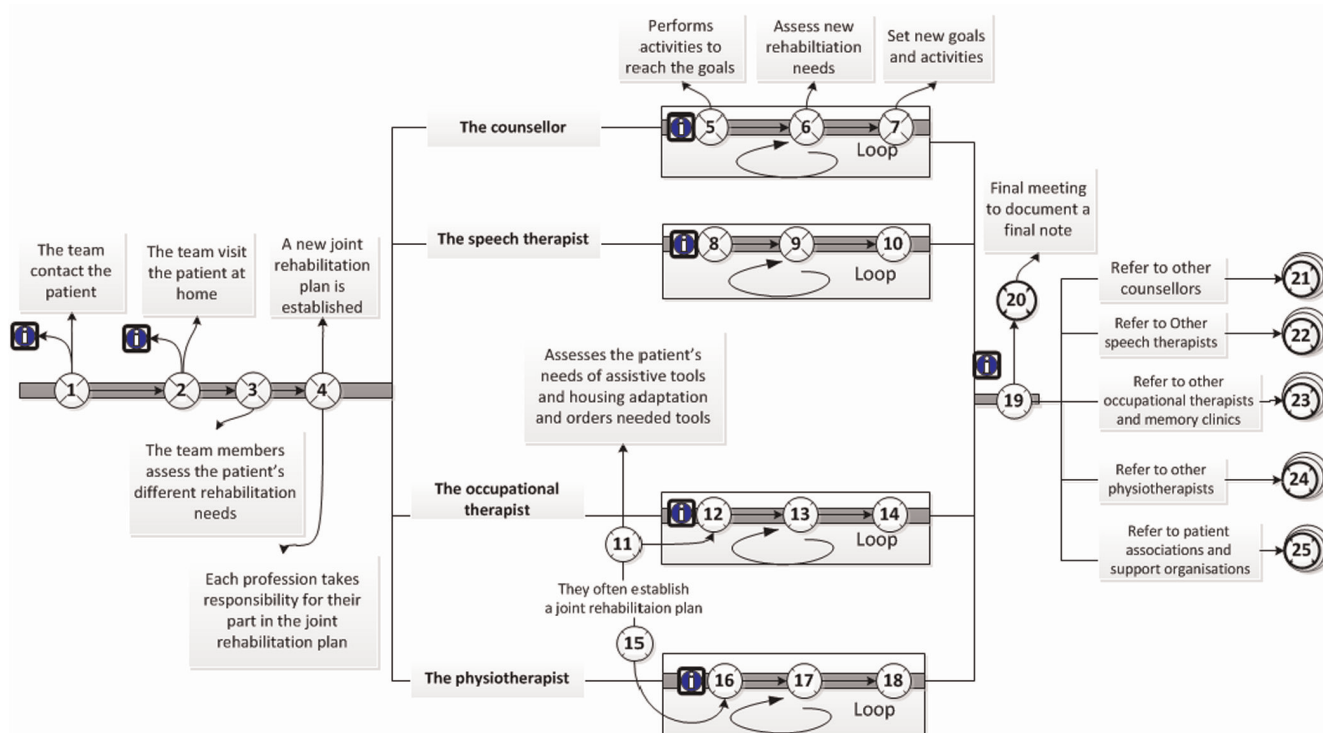 Performs
activities to
reach the goals
Assess new
rehabiltiation
needs
Set new goals
and activities
The counsellor
i
5
6
7
Loop
The speech therapist
i
8
9
10
Loop
The team
contact the
patient
The team visit
the patient at
home
A new joint
rehabilitation
plan is
established
i
i
1
2
3
4
The team members
assess the patient's
different rehabilitation
needs
Each profession takes
responsibility for their
part in the joint
rehabilitation plan
Assesses the patient's
needs of assistive tools
and housing adaptation
and orders needed tools
The occupational
therapist
11
i
12
13
14
Loop
They often establish
a joint rehabilitaion plan
15
The physiotherapist
i
16
17
18
Loop
Final meeting
to document a
final note
20
i
19
Refer to other
counsellors
21
Refer to Other
speech therapists
22
Refer to other
occupational therapists
and memory clinics
23
Refer to other
physiotherapists
24
Refer to patient
associations and
support organisations
25